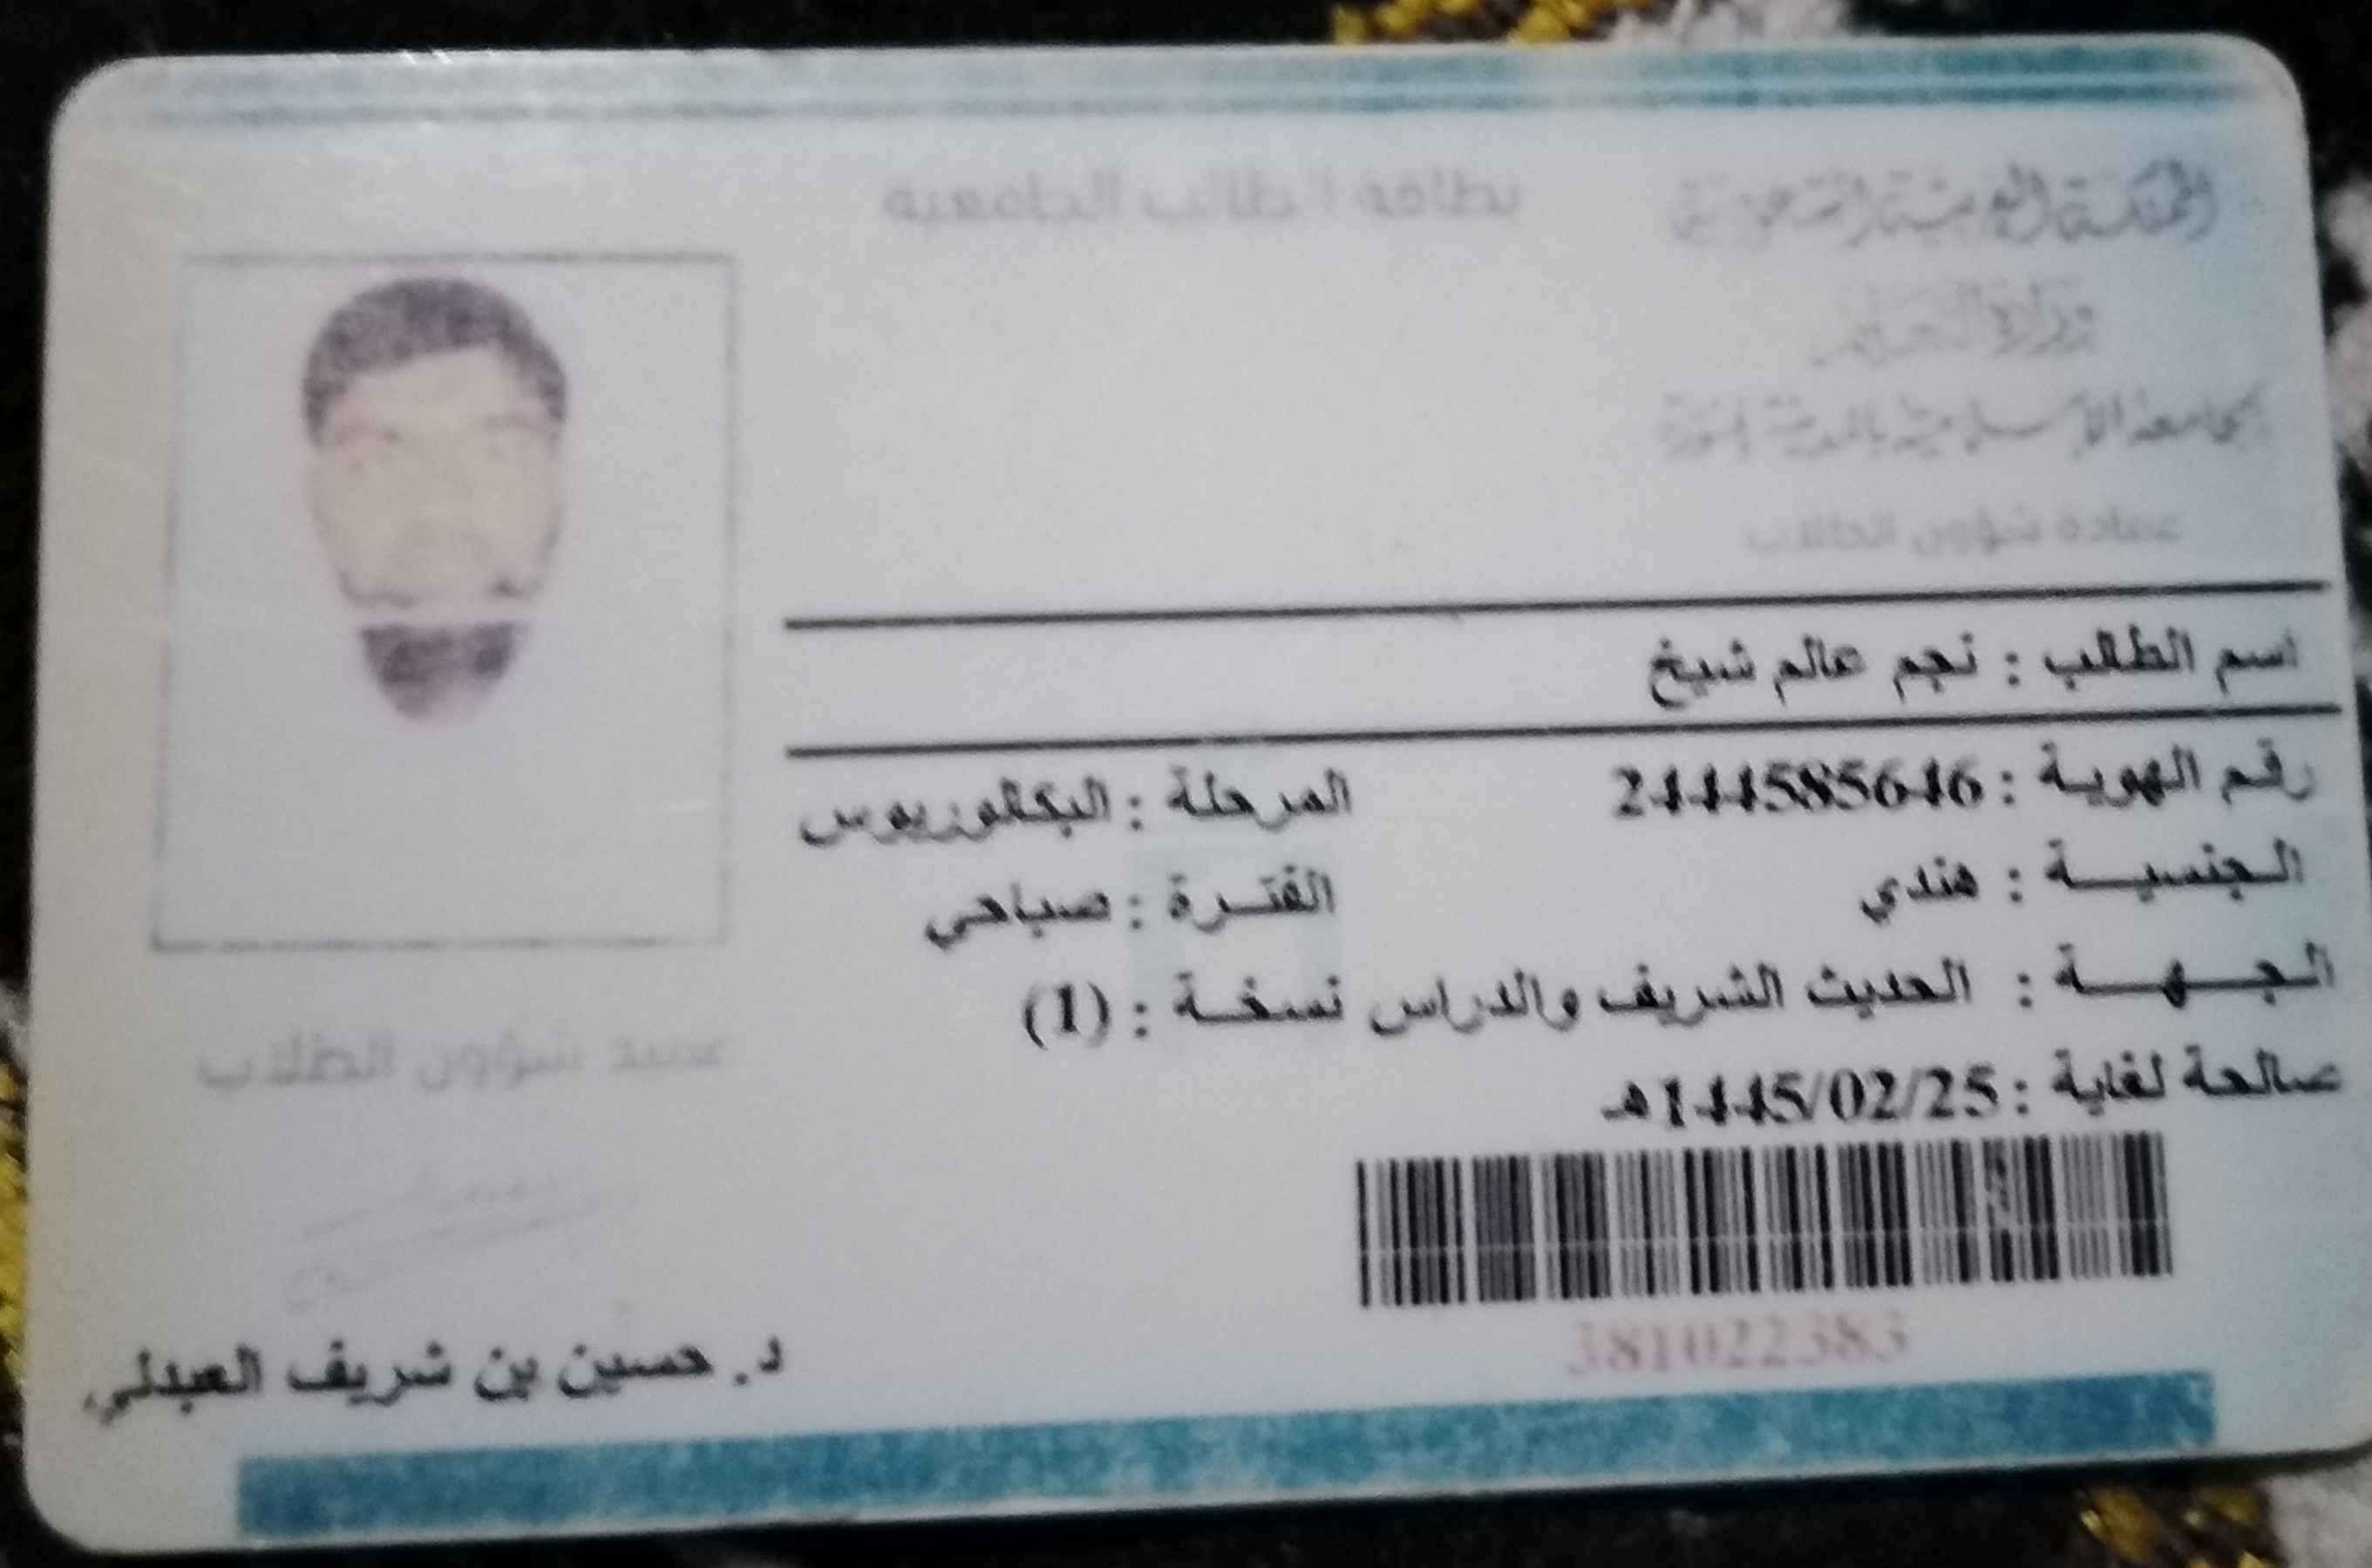 بطاقة الطالب الجامعية
المملكة العربية السعودية
وزارة التعليم
الجامعة الإسلامية بالمدينة المنورة
عمادة شؤون الطلاب
اسم الطالب : نجم عالم شيخ
رقم الهوية : 2444585646 المرحلة : البكالوريوس
الجنسية : هندي الفترة : صباحي
الجهة : الحديث الشريف والدراس نسخة : (1)
صالحة لغاية : 1445/02/25هـ
381022383
عميد شؤون الطلاب
د. حسين بن شريف العبدلي